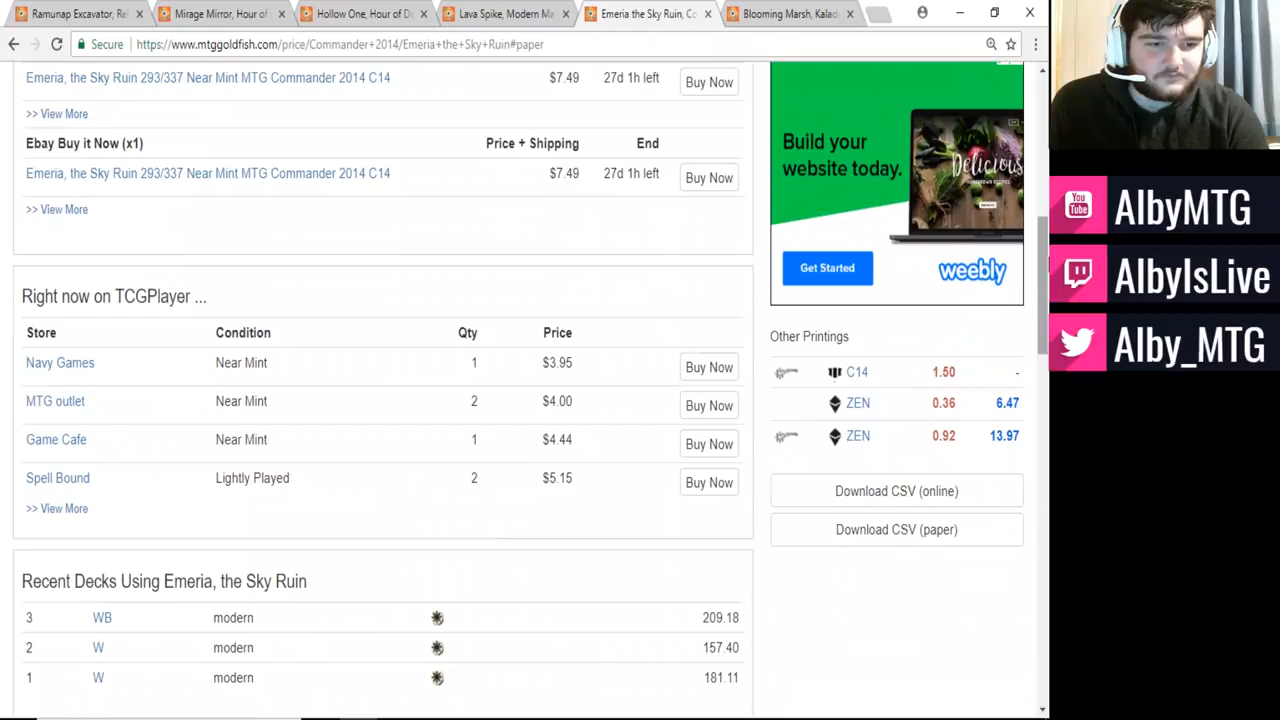 Ramunap Excavator, Re
Mirage Mirror, Hour of
Hollow One, Hour of D
Lava Spike, Modern Ma
Emeria the Sky Ruin, Co
Blooming Marsh, Kalad
Secure https://www.mtggoldfish.com/price/Commander+2014/Emeria+the+Sky+Ruin#paper
Emeria, the Sky Ruin 293/337 Near Mint MTG Commander 2014 C14 $7.49 27d 1h left Buy Now
>> View More
Ebay Buy it Now (x1) Price + Shipping End
Emeria, the Sky Ruin 293/337 Near Mint MTG Commander 2014 C14 $7.49 27d 1h left Buy Now
>> View More
Right now on TCGPlayer ...
Store Condition Qty Price
Navy Games Near Mint 1 $3.95 Buy Now
MTG outlet Near Mint 2 $4.00 Buy Now
Game Cafe Near Mint 1 $4.44 Buy Now
Spell Bound Lightly Played 2 $5.15 Buy Now
>> View More
Recent Decks Using Emeria, the Sky Ruin
3 WB modern 209.18
2 W modern 157.40
1 W modern 181.11
Build your
website today.
Delicious
Get Started
weebly
Other Printings
C14 1.50 -
ZEN 0.36 6.47
ZEN 0.92 13.97
Download CSV (online)
Download CSV (paper)
You
Tube
AlbyMTG
AlbyIsLive
Alby_MTG